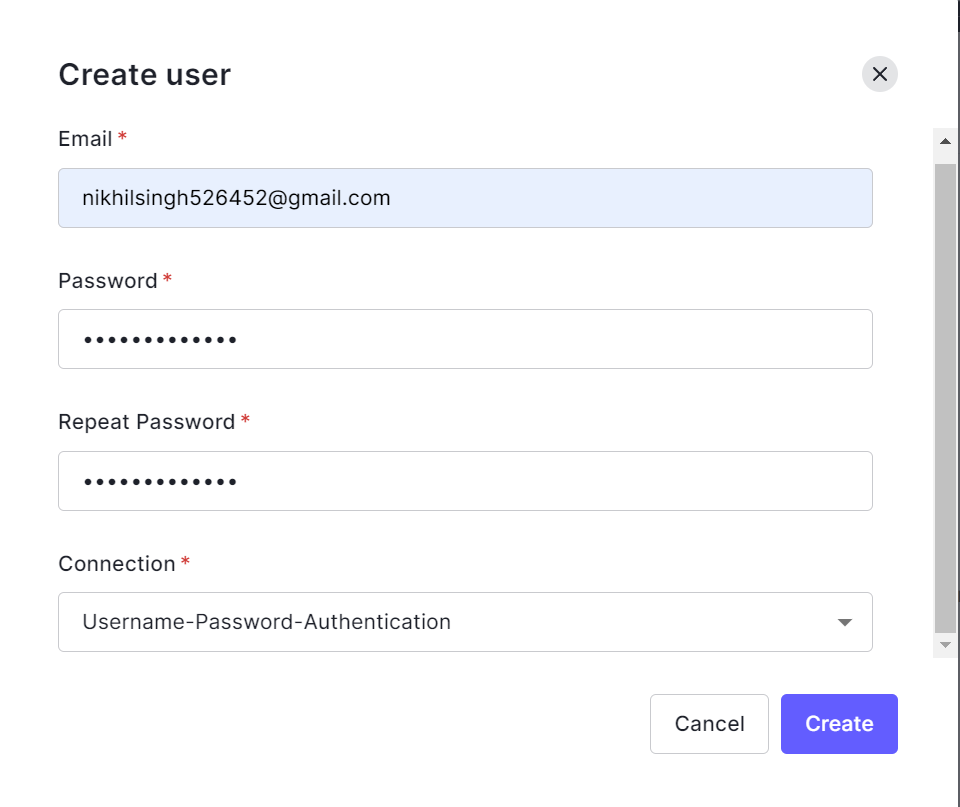 Create user
Email *
nikhilsingh526452@gmail.com
Password *
•••••••••••••
Repeat Password *
•••••••••••••
Connection *
Username-Password-Authentication
Cancel
Create